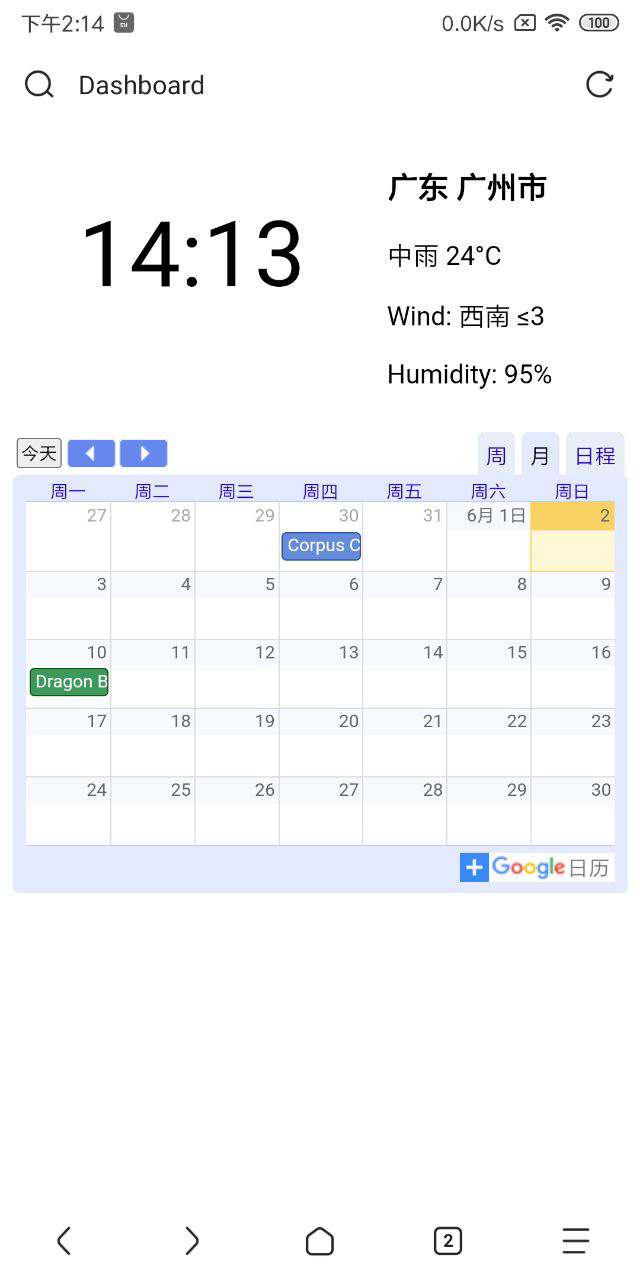 下午2:14 0.0K/s 100
Dashboard
14:13
广东 广州市
中雨 24°C
Wind: 西南 ≤3
Humidity: 95%
今天 周 月 日程
周一 周二 周三 周四 周五 周六 周日
27 28 29 30 31 6月 1日 2
Corpus C
3 4 5 6 7 8 9
10 11 12 13 14 15 16
Dragon B
17 18 19 20 21 22 23
24 25 26 27 28 29 30
Google日历
2